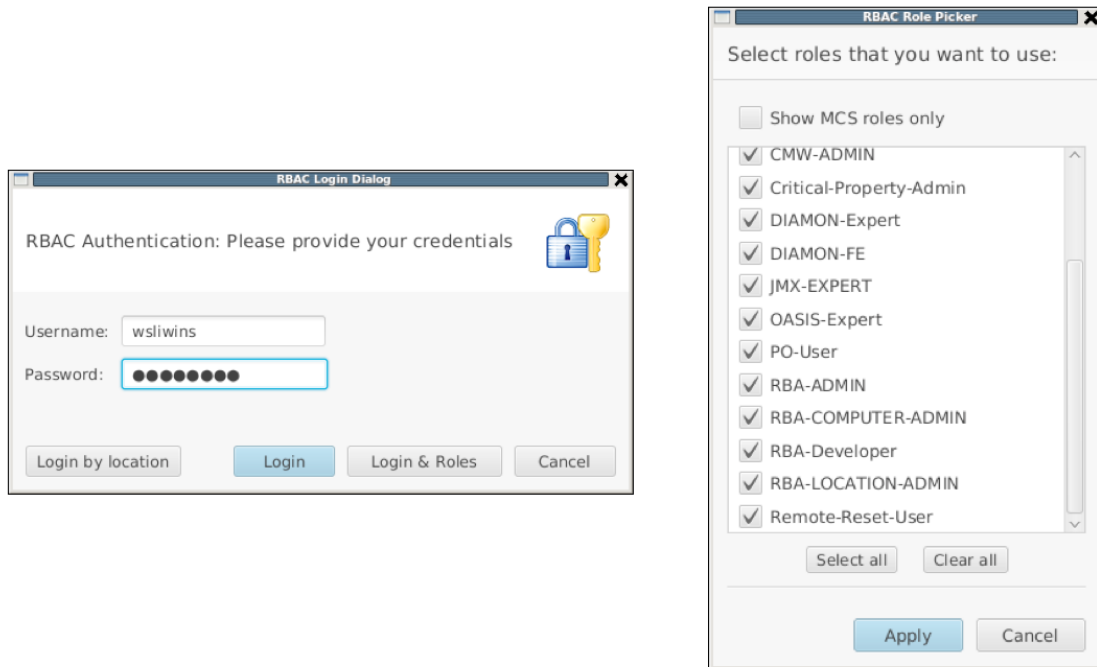 RBAC Login Dialog
RBAC Authentication: Please provide your credentials
Username: wsliwins
Password: ●●●●●●●●
Login by location Login Login & Roles Cancel
RBAC Role Picker
Select roles that you want to use:
Show MCS roles only
CMW-ADMIN
Critical-Property-Admin
DIAMON-Expert
DIAMON-FE
JMX-EXPERT
OASIS-Expert
PO-User
RBA-ADMIN
RBA-COMPUTER-ADMIN
RBA-Developer
RBA-LOCATION-ADMIN
Remote-Reset-User
Select all Clear all
Apply Cancel